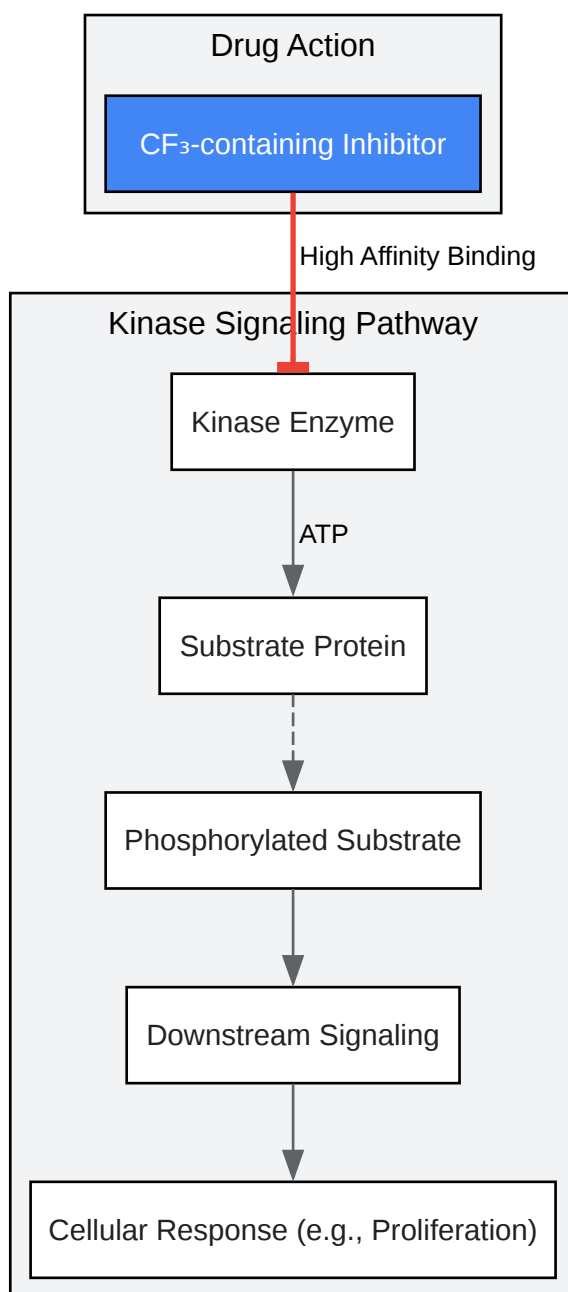 Drug Action
CF₃-containing Inhibitor
High Affinity Binding
Kinase Signaling Pathway
Kinase Enzyme
ATP
Substrate Protein
Phosphorylated Substrate
Downstream Signaling
Cellular Response (e.g., Proliferation)